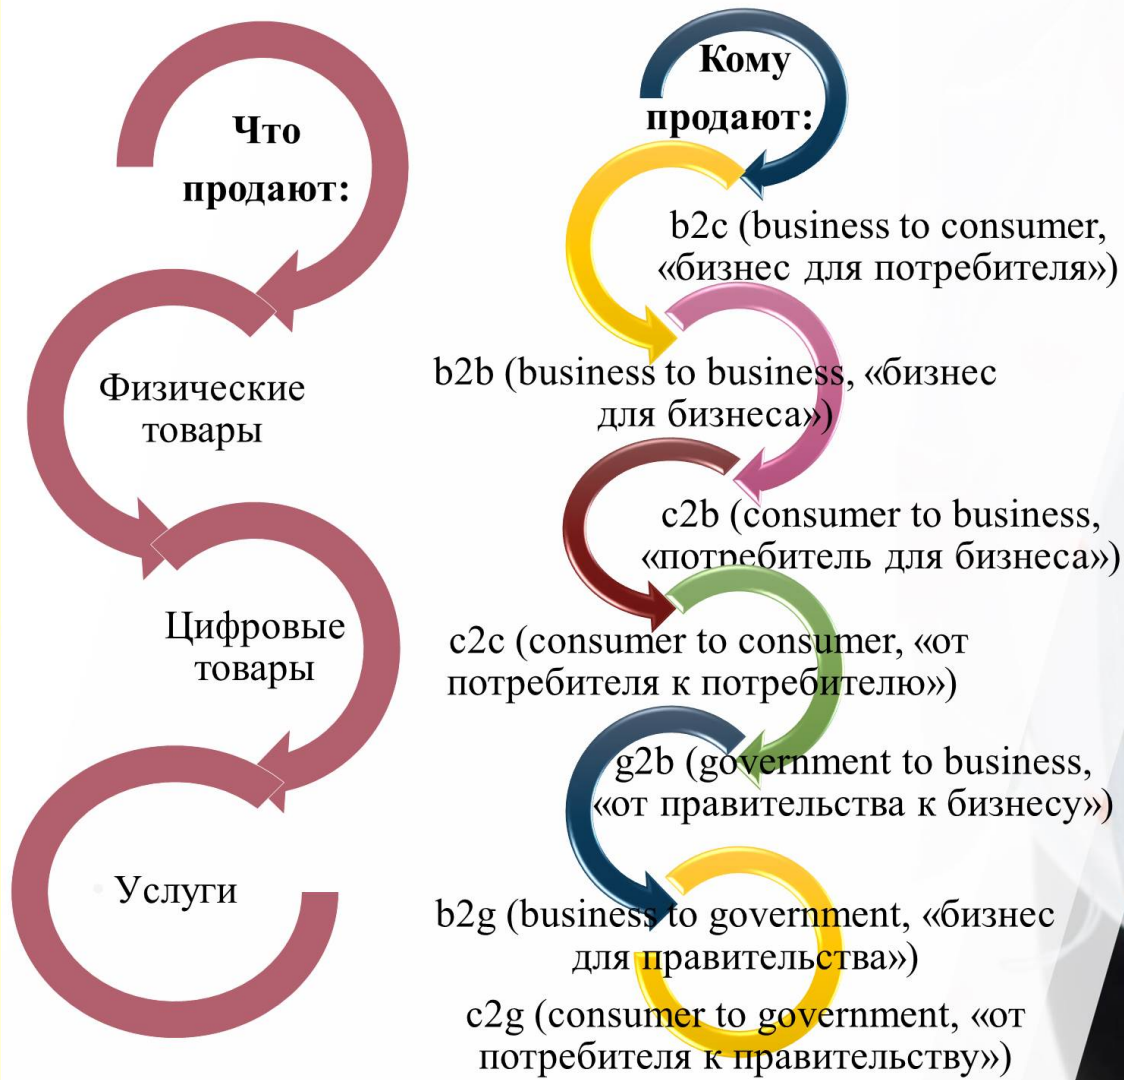 Что
продают:
Физические
товары
Цифровые
товары
Услуги
Кому
продают:
b2c (business to consumer,
«бизнес для потребителя»)
b2b (business to business, «бизнес
для бизнеса»)
c2b (consumer to business,
«потребитель для бизнеса»)
c2c (consumer to consumer, «от
потребителя к потребителю»)
g2b (government to business,
«от правительства к бизнесу»)
b2g (business to government, «бизнес
для правительства»)
c2g (consumer to government, «от
потребителя к правительству»)